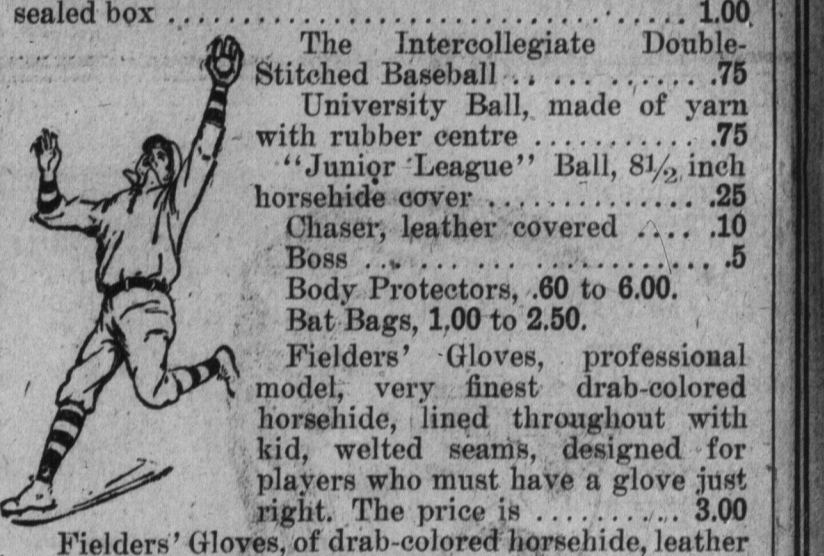 sealed box ........................................ 1.00
The Intercollegiate Double-
Stitched Baseball .............. .75
University Ball, made of yarn
with rubber centre ............ .75
"Junior League" Ball, 8½ inch
horsehide cover ............... .25
Chaser, leather covered .... .10
Boss ......................... .5
Body Protectors, .60 to 6.00.
Bat Bags, 1.00 to 2.50.
Fielders' Gloves, professional
model, very finest drab-colored
horsehide, lined throughout with
kid, welted seams, designed for
players who must have a glove just
right. The price is ........... 3.00
Fielders' Gloves, of drab-colored horsehide, leather